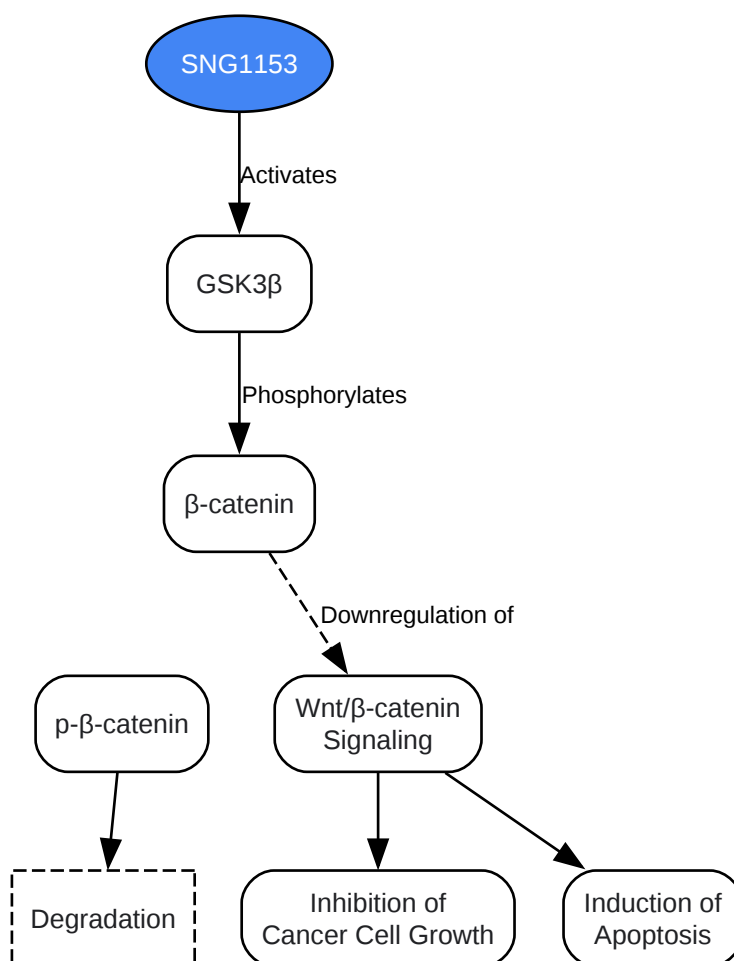 SNG1153
Activates
GSK3β
Phosphorylates
β-catenin
Downregulation of
p-β-catenin
Wnt/β-catenin
Signaling
Degradation
Inhibition of
Cancer Cell Growth
Induction of
Apoptosis